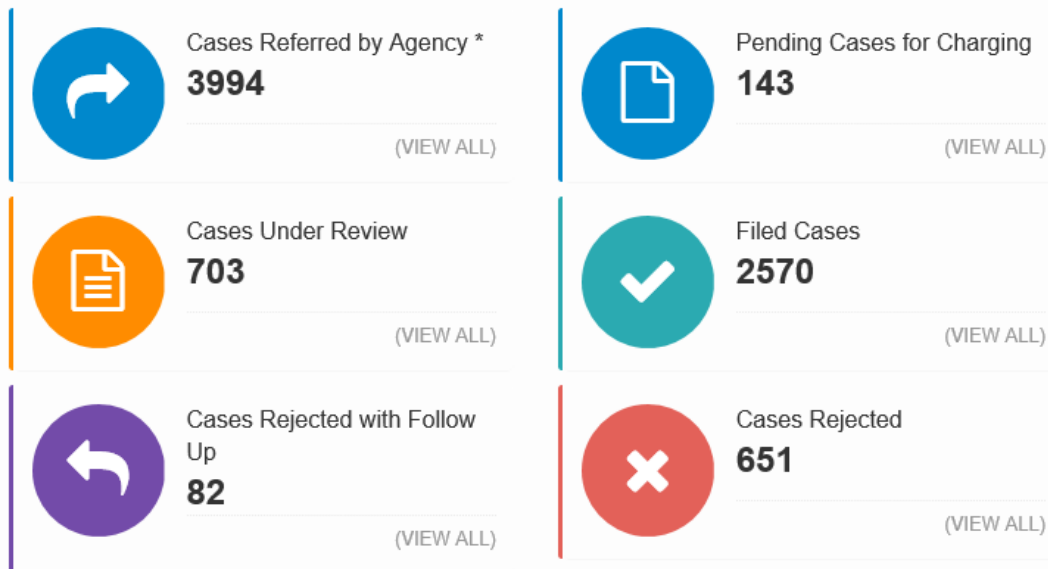 Cases Referred by Agency *
3994
(VIEW ALL)
Pending Cases for Charging
143
(VIEW ALL)
Cases Under Review
703
(VIEW ALL)
Filed Cases
2570
(VIEW ALL)
Cases Rejected with Follow
Up
82
(VIEW ALL)
Cases Rejected
651
(VIEW ALL)